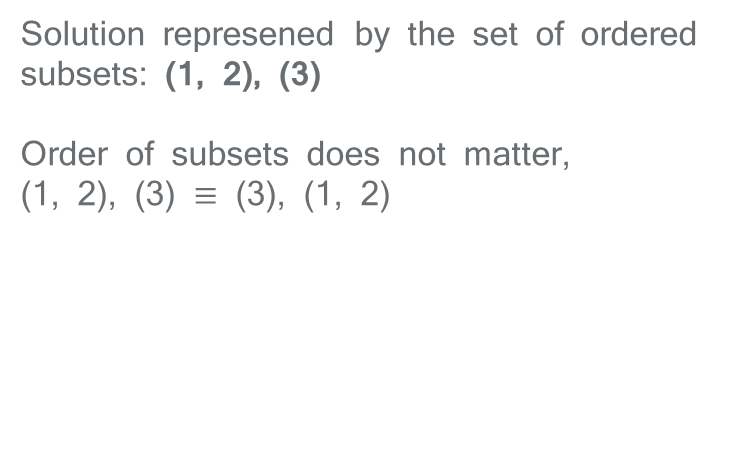 Solution represened by the set of ordered
subsets: (1, 2), (3)
Order of subsets does not matter,
(1, 2), (3) ≡ (3), (1, 2)